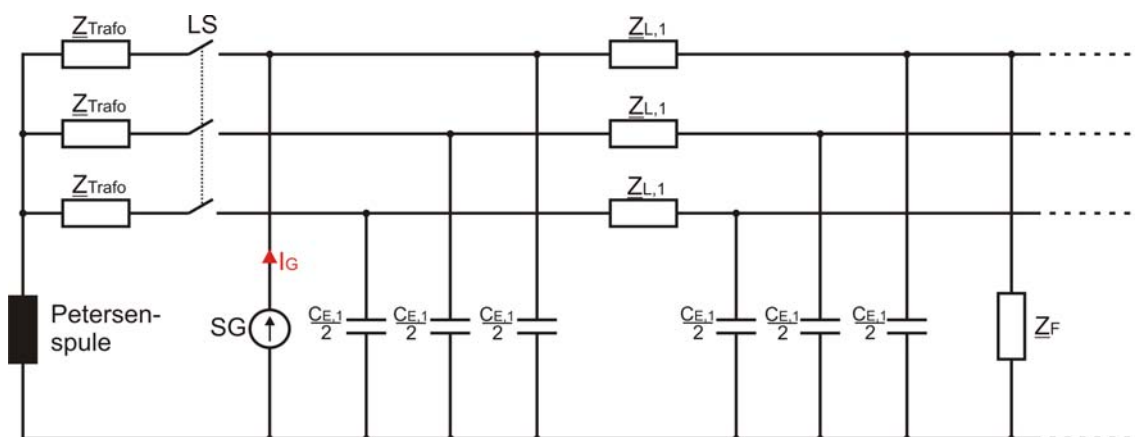 ZTrafo LS ZL,1
ZTrafo ZL,1
ZTrafo ZL,1
IG
Petersen-
spule
SG
CE,1 CE,1 CE,1 CE,1 CE,1 CE,1
2 2 2 2 2 2
ZF